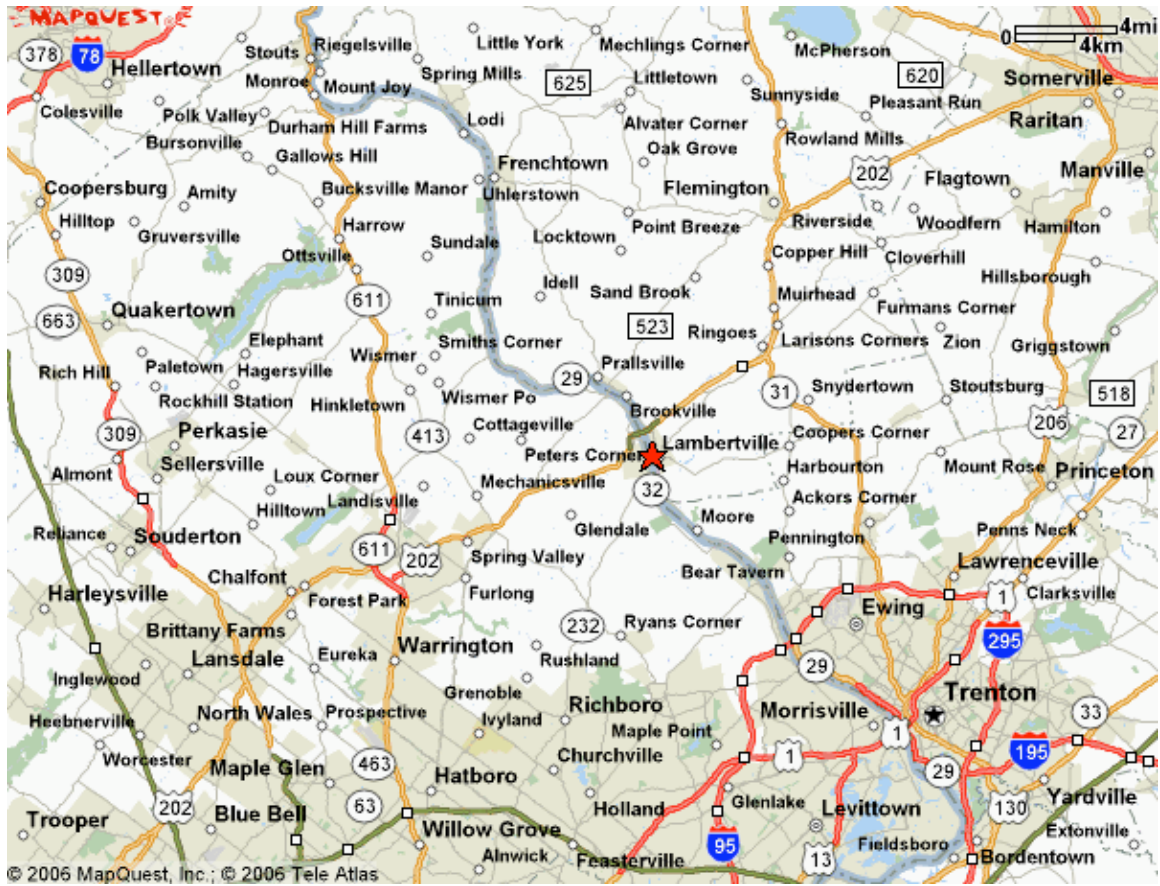 MAPQUEST
4mi
0
4km
378
78
Hellertown
Stouts
Riegelsville
Little York
Mechlings Corner
McPherson
625
620
Littletown
Sunnyside
Pleasant Run
Somerville
Spring Mills
Monroe
Mount Joy
Colesville
Polk Valley
Durham Hill Farms
Lodi
Alvater Corner
Rowland Mills
Raritan
Bursonville
Gallows Hill
Oak Grove
202
Manville
Frenchtown
Coopersburg
Amity
Bucksville Manor
Uhlerstown
Flemington
Flagtown
Hilltop
Gruversville
Harrow
Sundale
Locktown
Point Breeze
Riverside
Woodfern
Hamilton
Ottsville
Copper Hill
Cloverhill
Hillsborough
309
663
Quakertown
611
Tinicum
Idell
Sand Brook
Muirhead
Furmans Corner
523
Ringoes
Larisons Corners
Zion
Griggstown
Elephant
Wismer
Smiths Corner
Prallsville
Rich Hill
Paletown
Hagersville
29
31
Snydertown
Stoutsburg
518
Rockhill Station
Hinkletown
Wismer Po
Brookville
206
27
309
Perkasie
413
Cottageville
Lambertville
Coopers Corner
Almont
Sellersville
Peters Corner
Harbourton
Mount Rose
Princeton
Loux Corner
Landisville
Mechanicsville
32
Ackors Corner
Hilltown
Glendale
Moore
Penns Neck
Reliance
Souderton
611
202
Spring Valley
Pennington
Lawrenceville
Chalfont
Bear Tavern
Harleysville
Forest Park
Furlong
Ewing
1
Clarksville
Brittany Farms
232
Ryans Corner
295
Lansdale
Eureka
Warrington
Rushland
29
Inglewood
Grenoble
Richboro
Trenton
Heebnerville
North Wales
Prospective
Ivyland
Morrisville
33
Maple Point
1
Worcester
Churchville
1
195
Maple Glen
463
Hatboro
29
202
63
Holland
Glenlake
Levittown
130
Yardville
Trooper
Blue Bell
Willow Grove
95
Extonville
Alnwick
Feasterville
13
Fieldsboro
Bordentown
© 2006 MapQuest, Inc.; © 2006 Tele Atlas